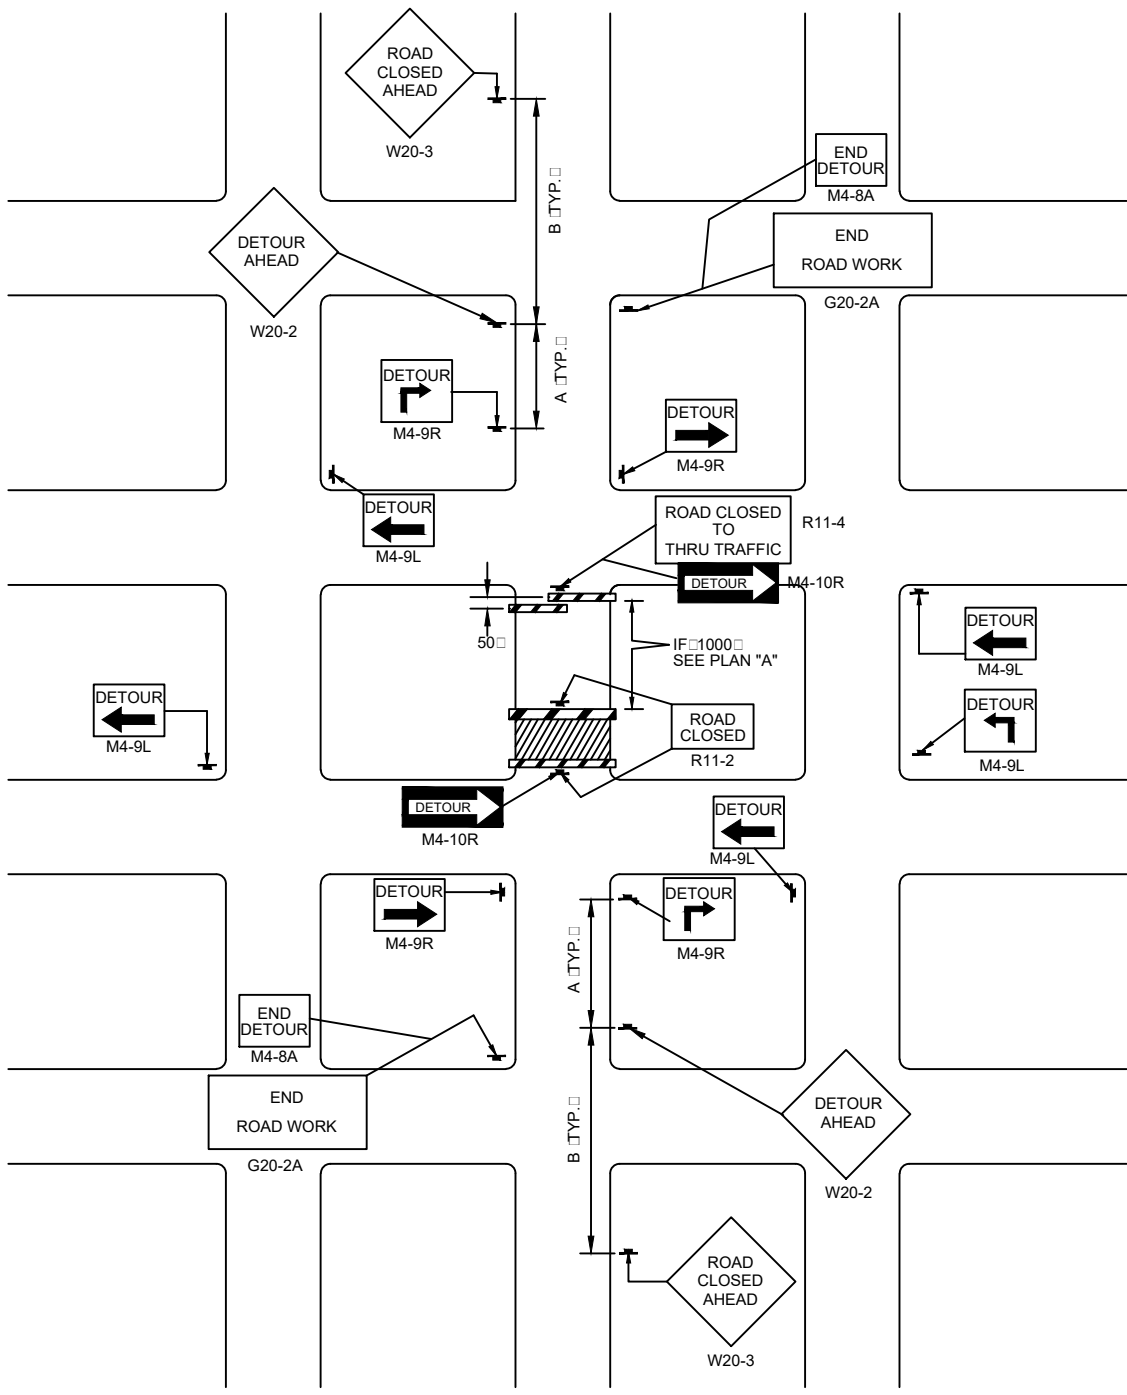 ROAD
CLOSED
AHEAD
W20-3
END
DETOUR
M4-8A
B TYP.
DETOUR
AHEAD
W20-2
END
ROAD WORK
G20-2A
A TYP.
DETOUR
M4-9R
DETOUR
M4-9R
DETOUR
M4-9L
ROAD CLOSED
TO
THRU TRAFFIC
R11-4
DETOUR
M4-10R
50
IF 1000
SEE PLAN "A"
DETOUR
M4-9L
DETOUR
M4-9L
DETOUR
M4-9L
ROAD
CLOSED
R11-2
DETOUR
M4-10R
DETOUR
M4-9L
DETOUR
M4-9R
DETOUR
M4-9R
A TYP.
END
DETOUR
M4-8A
END
ROAD WORK
G20-2A
B TYP.
DETOUR
AHEAD
W20-2
ROAD
CLOSED
AHEAD
W20-3